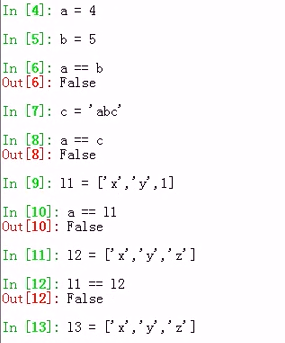 In [4]: a = 4
In [5]: b = 5
In [6]: a == b
Out[6]: False
In [7]: c = 'abc'
In [8]: a == c
Out[8]: False
In [9]: l1 = ['x','y',1]
In [10]: a == l1
Out[10]: False
In [11]: l2 = ['x','y','z']
In [12]: l1 == l2
Out[12]: False
In [13]: l3 = ['x','y','z']